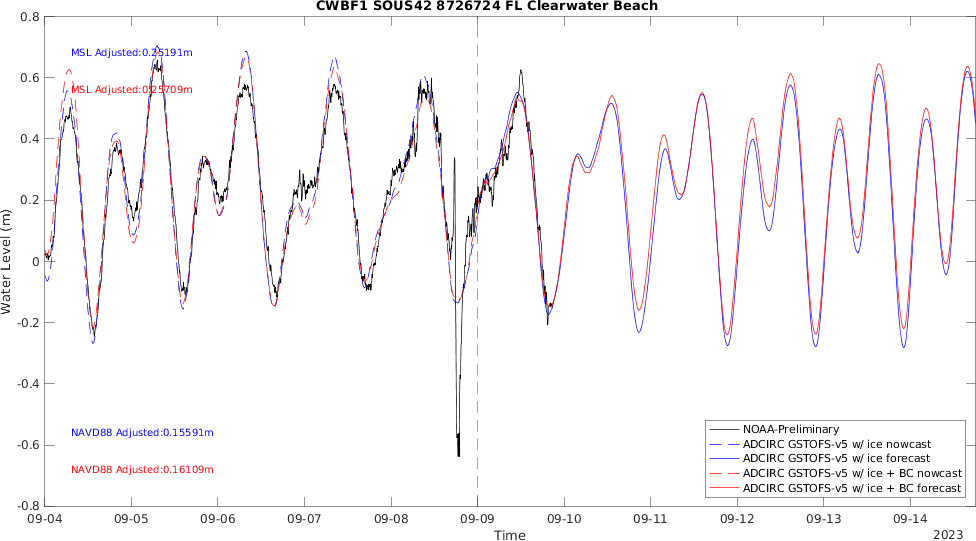 CWBF1 SOUS42 8726724 FL Clearwater Beach
0.8
0.6
0.4
0.2
0
-0.2
-0.4
-0.6
-0.8
Water Level (m)
MSL Adjusted:0.25191m
MSL Adjusted:0.25709m
NAVD88 Adjusted:0.15591m
NAVD88 Adjusted:0.16109m
NOAA-Preliminary
ADCIRC GSTOFS-v5 w/ ice nowcast
ADCIRC GSTOFS-v5 w/ ice forecast
ADCIRC GSTOFS-v5 w/ ice + BC nowcast
ADCIRC GSTOFS-v5 w/ ice + BC forecast
09-04 09-05 09-06 09-07 09-08 09-09 09-10 09-11 09-12 09-13 09-14
Time
2023